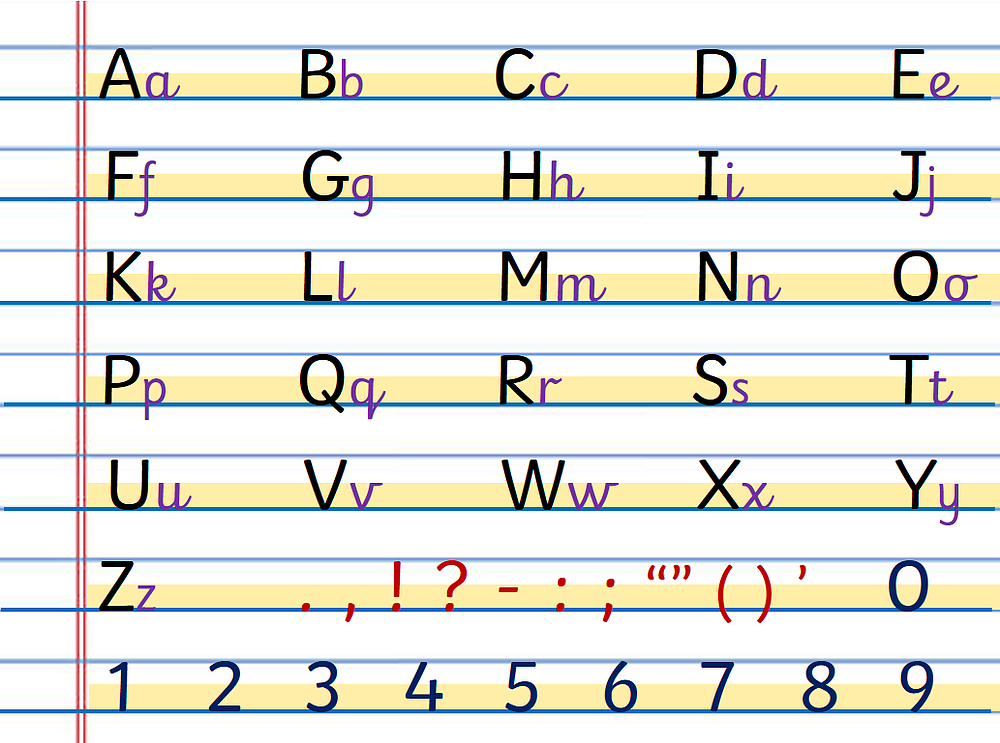 Aa Bb Cc Dd Ee
Ff Gg Hh Ii Jj
Kk Ll Mm Nn Oo
Pp Qq Rr Ss Tt
Uu Vv Ww Xx Yy
Zz . , ! ? - : ; “” ( ) ’ 0
1 2 3 4 5 6 7 8 9